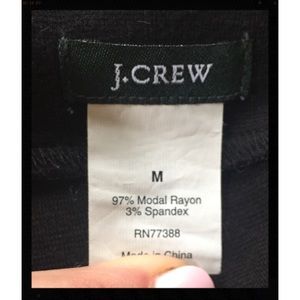 J.CREW
M
97% Modal Rayon
3% Spandex
RN77388
Made in China